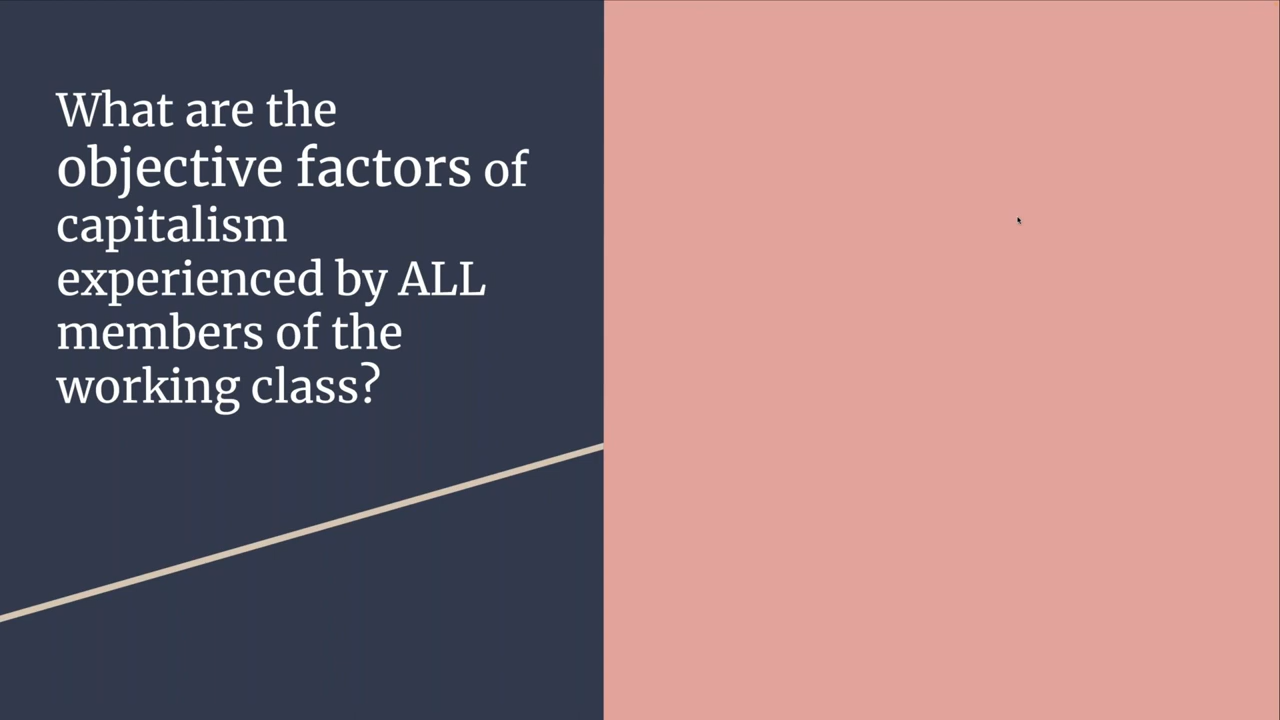 What are the
objective factors of
capitalism
experienced by ALL
members of the
working class?